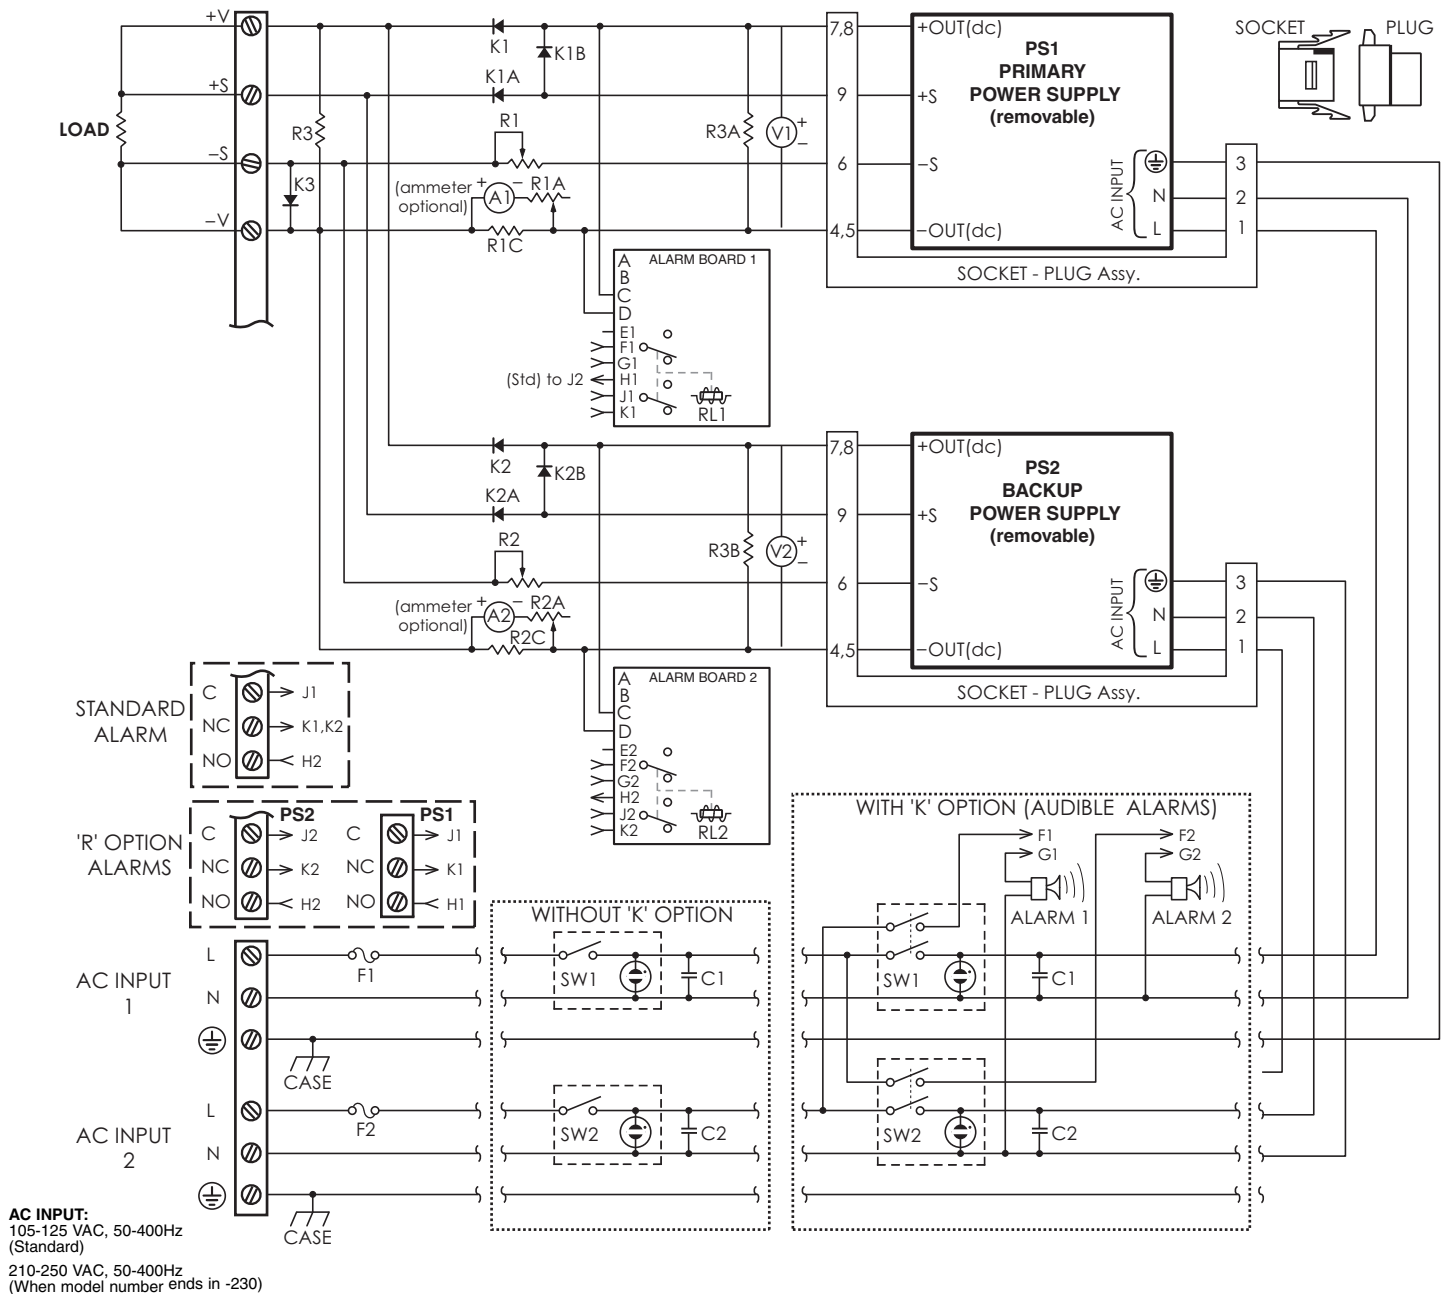 +V
+S
LOAD
−S
−V
R3
K3
K1
K1B
K1A
R1
(ammeter
optional)
+
A1
−
R1A
R1C
R3A
V1
+
−
7,8
9
6
4,5
+OUT(dc)
PS1
PRIMARY
POWER SUPPLY
(removable)
+S
−S
−OUT(dc)
AC INPUT
N
L
3
2
1
SOCKET - PLUG Assy.
SOCKET
PLUG
ALARM BOARD 1
A
B
C
D
E1
F1
G1
(Std) to J2
H1
J1
K1
RL1
K2
K2B
K2A
R2
(ammeter
optional)
+
A2
−
R2A
R2C
R3B
V2
+
−
7,8
9
6
4,5
+OUT(dc)
PS2
BACKUP
POWER SUPPLY
(removable)
+S
−S
−OUT(dc)
AC INPUT
N
L
3
2
1
SOCKET - PLUG Assy.
ALARM BOARD 2
A
B
C
D
E2
F2
G2
H2
J2
K2
RL2
STANDARD
ALARM
C
J1
NC
K1,K2
NO
H2
'R' OPTION
ALARMS
PS2
PS1
C
J2
C
J1
NC
K2
NC
K1
NO
H2
NO
H1
WITHOUT 'K' OPTION
WITH 'K' OPTION (AUDIBLE ALARMS)
F1
G1
F2
G2
ALARM 1
ALARM 2
AC INPUT
1
L
F1
N
CASE
SW1
C1
SW1
C1
AC INPUT
2
L
F2
N
CASE
SW2
C2
SW2
C2
AC INPUT:
105-125 VAC, 50-400Hz
(Standard)
210-250 VAC, 50-400Hz
(When model number ends in -230)